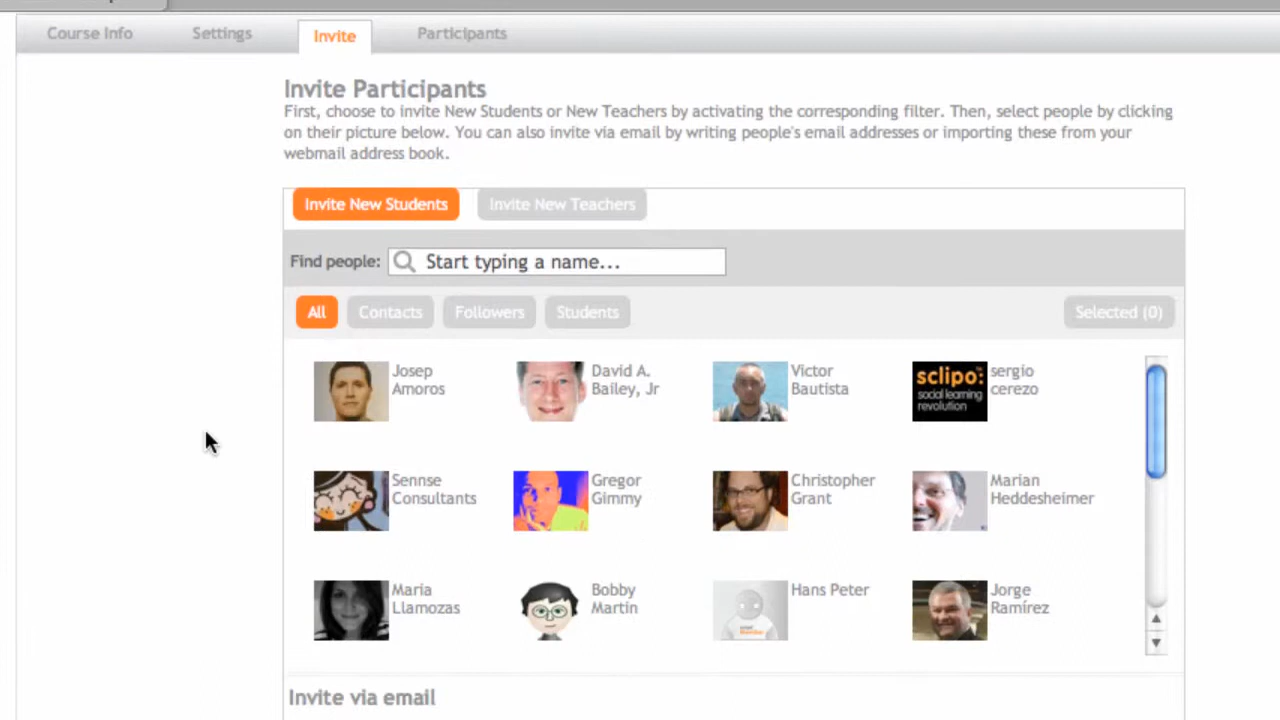 Course Info
Settings
Invite
Participants
Invite Participants
First, choose to invite New Students or New Teachers by activating the corresponding filter. Then, select people by clicking
on their picture below. You can also invite via email by writing people's email addresses or importing these from your
webmail address book.
Invite New Students
Invite New Teachers
Find people:
Start typing a name...
All
Contacts
Followers
Students
Selected (0)
Josep
Amoros
David A.
Bailey, Jr
Victor
Bautista
sclipo:
social learning
revolution
sergio
cerezo
Sennse
Consultants
Gregor
Gimmy
Christopher
Grant
Marian
Heddesheimer
Maria
Llamozas
Bobby
Martin
Hans Peter
Jorge
Ramírez
Invite via email